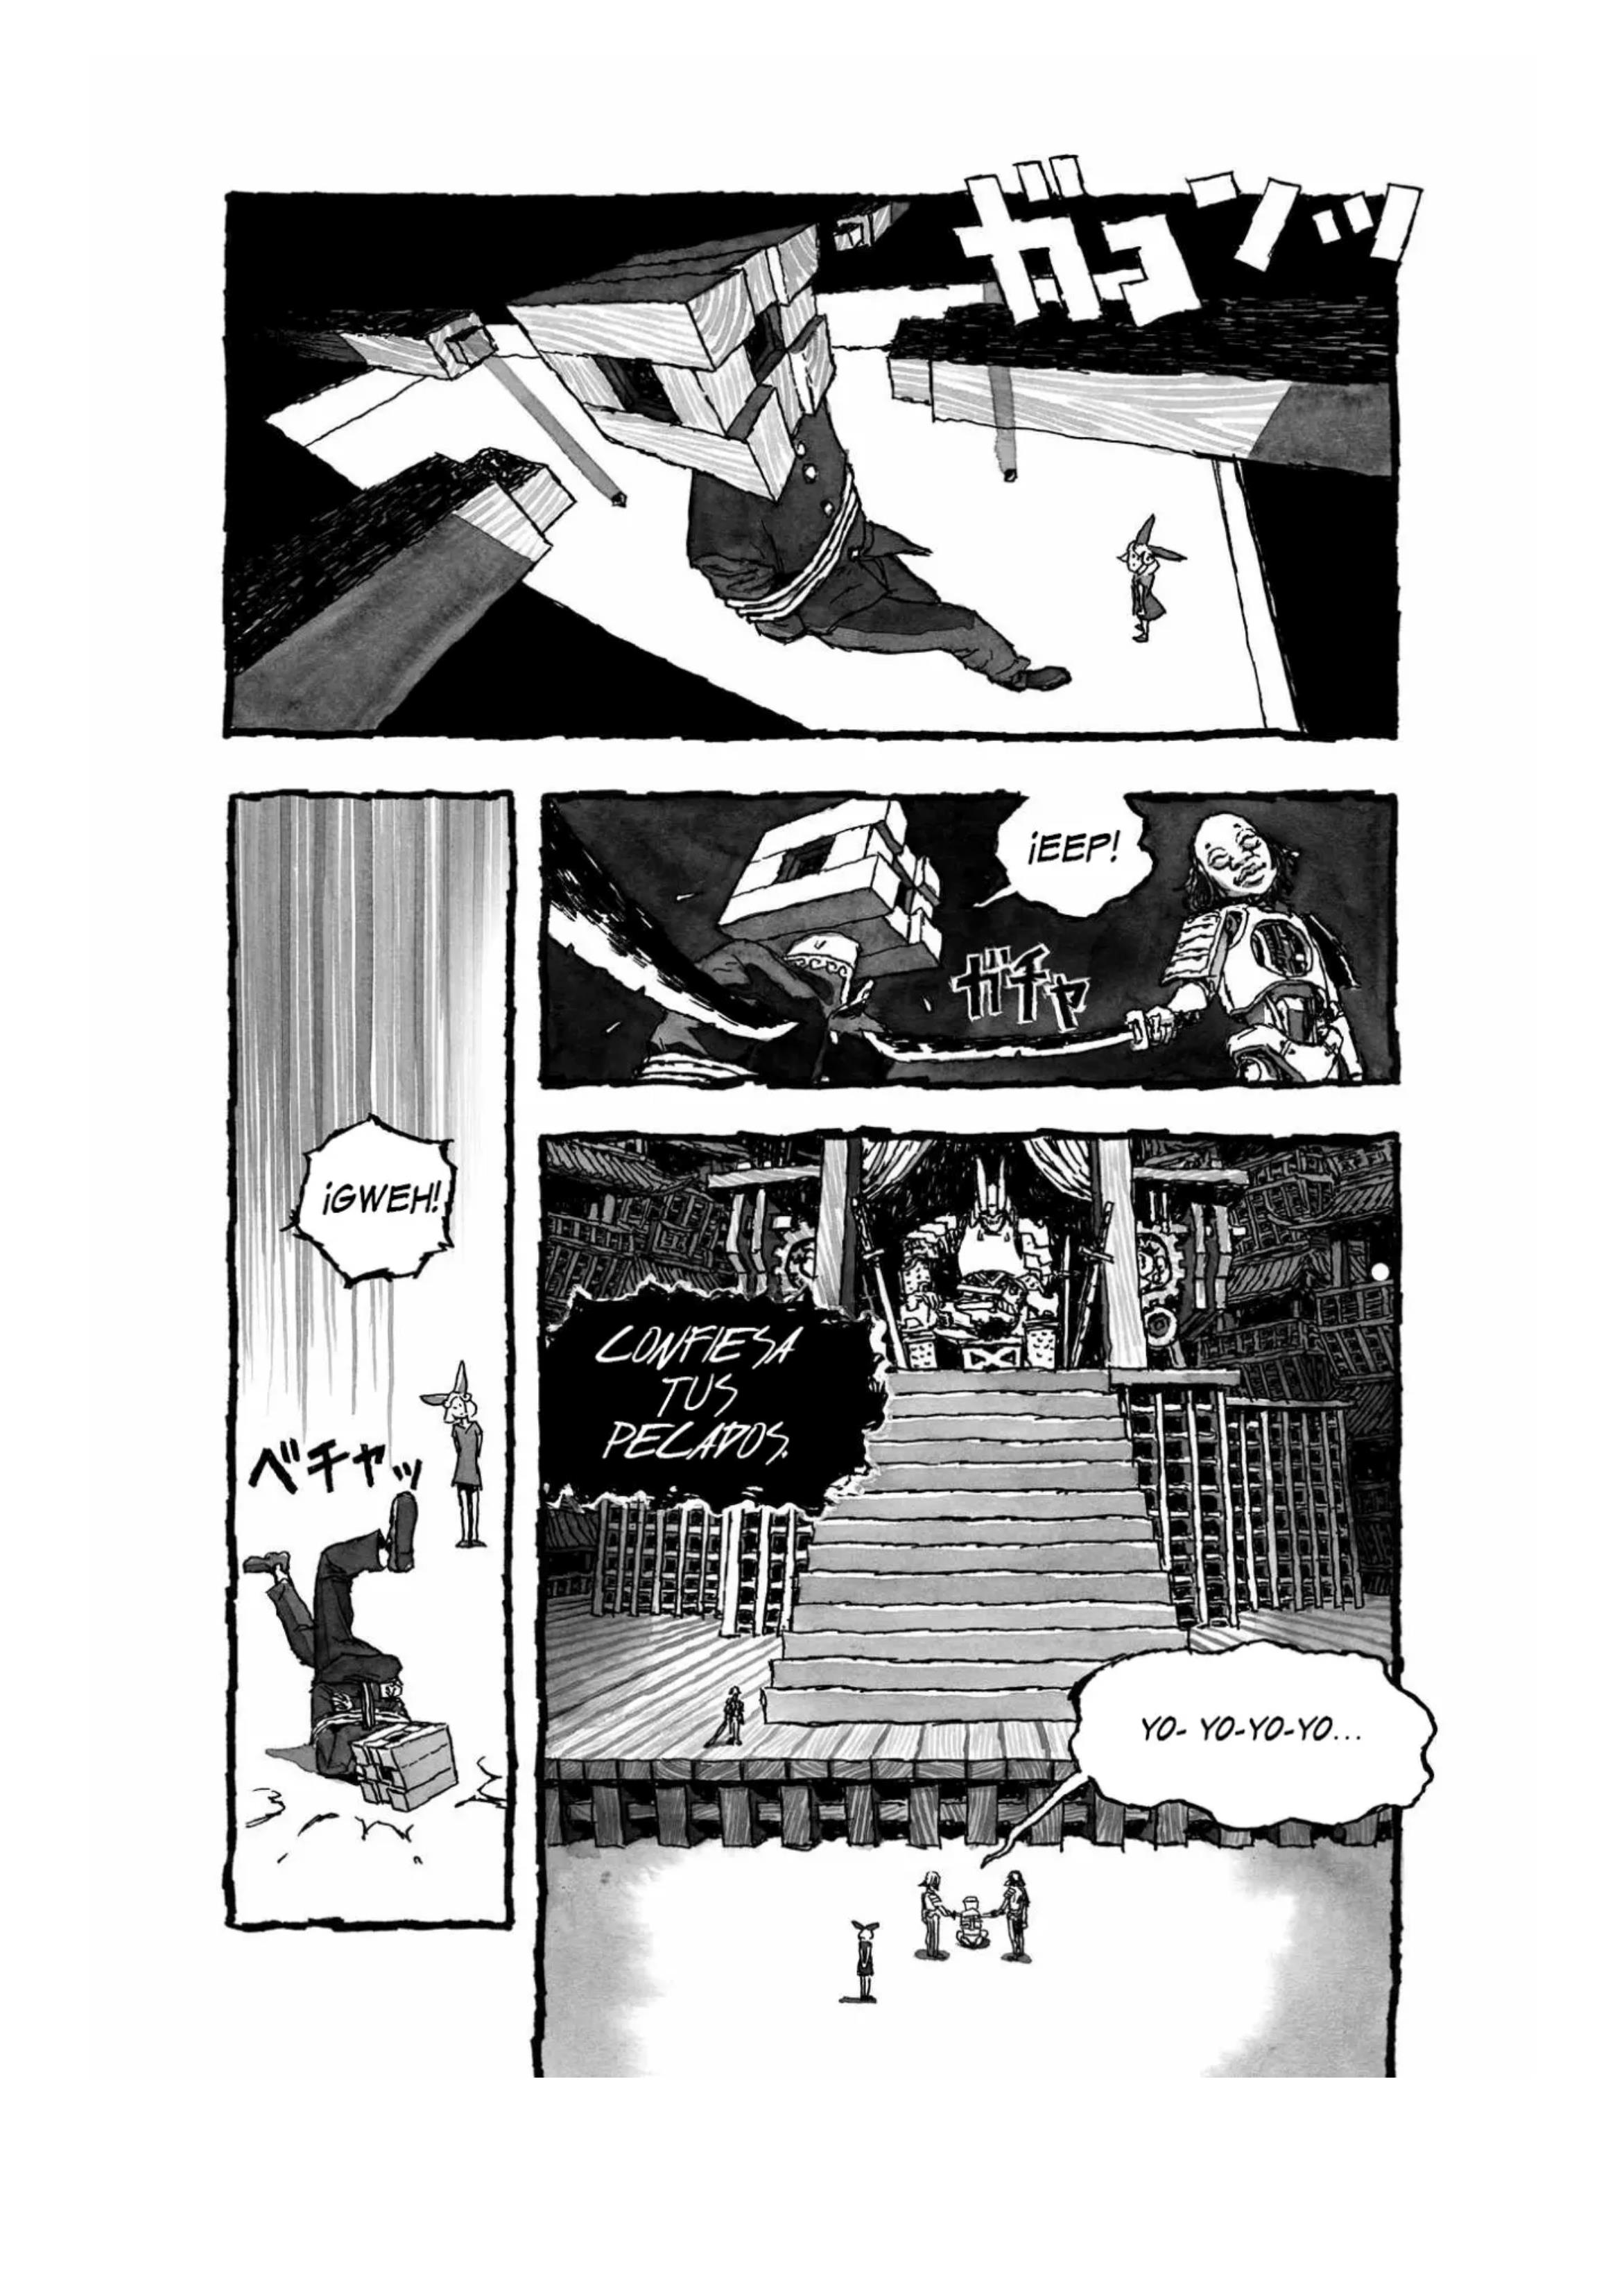 ガコンッ
¡EEP!
ガチャ
¡GWEH!
ベチャッ
CONFIESA
TUS
PECADOS.
YO- YO-YO-YO...